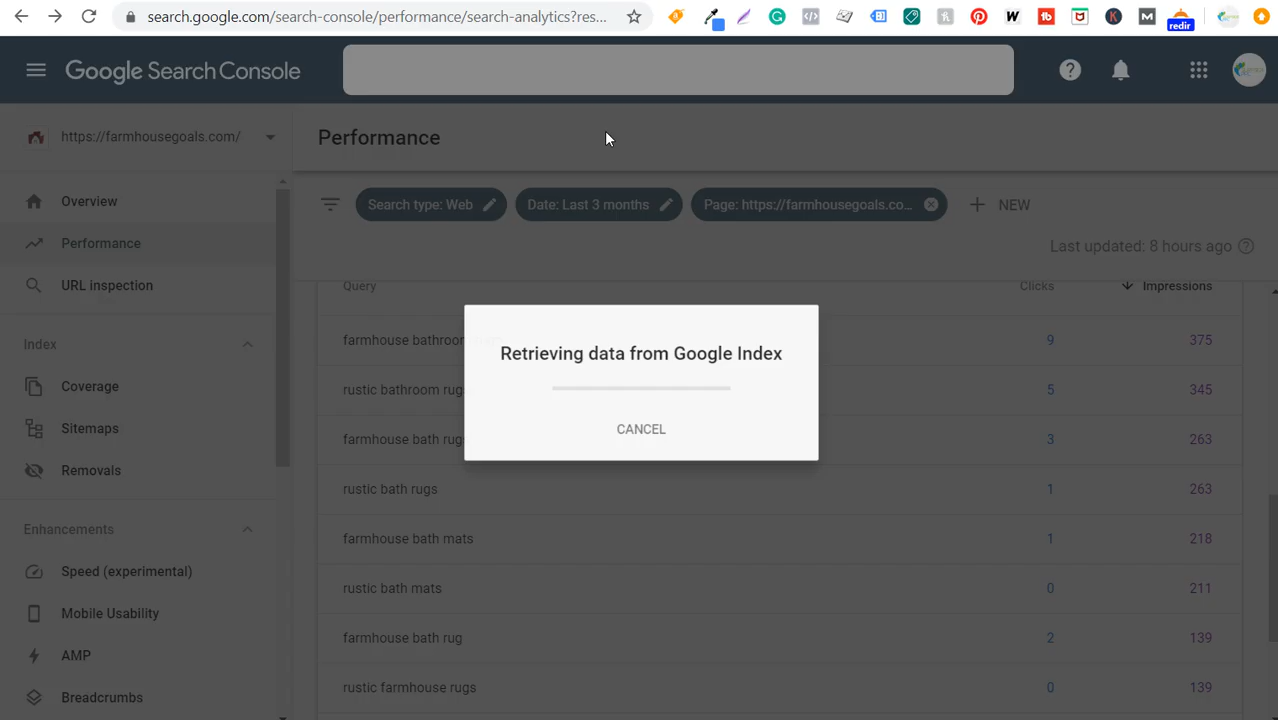 search.google.com/search-console/performance/search-analytics?res...
redir
Google Search Console
https://farmhousegoals.com/
Performance
Overview
Performance
URL inspection
Index
Coverage
Sitemaps
Removals
Enhancements
Speed (experimental)
Mobile Usability
AMP
Breadcrumbs
Search type: Web
Date: Last 3 months
Page: https://farmhousegoals.co...
NEW
Last updated: 8 hours ago
Query Clicks Impressions
farmhouse bathroom 9 375
rustic bathroom rugs 5 345
farmhouse bath rugs 3 263
rustic bath rugs 1 263
farmhouse bath mats 1 218
rustic bath mats 0 211
farmhouse bath rug 2 139
rustic farmhouse rugs 0 139
Retrieving data from Google Index
CANCEL